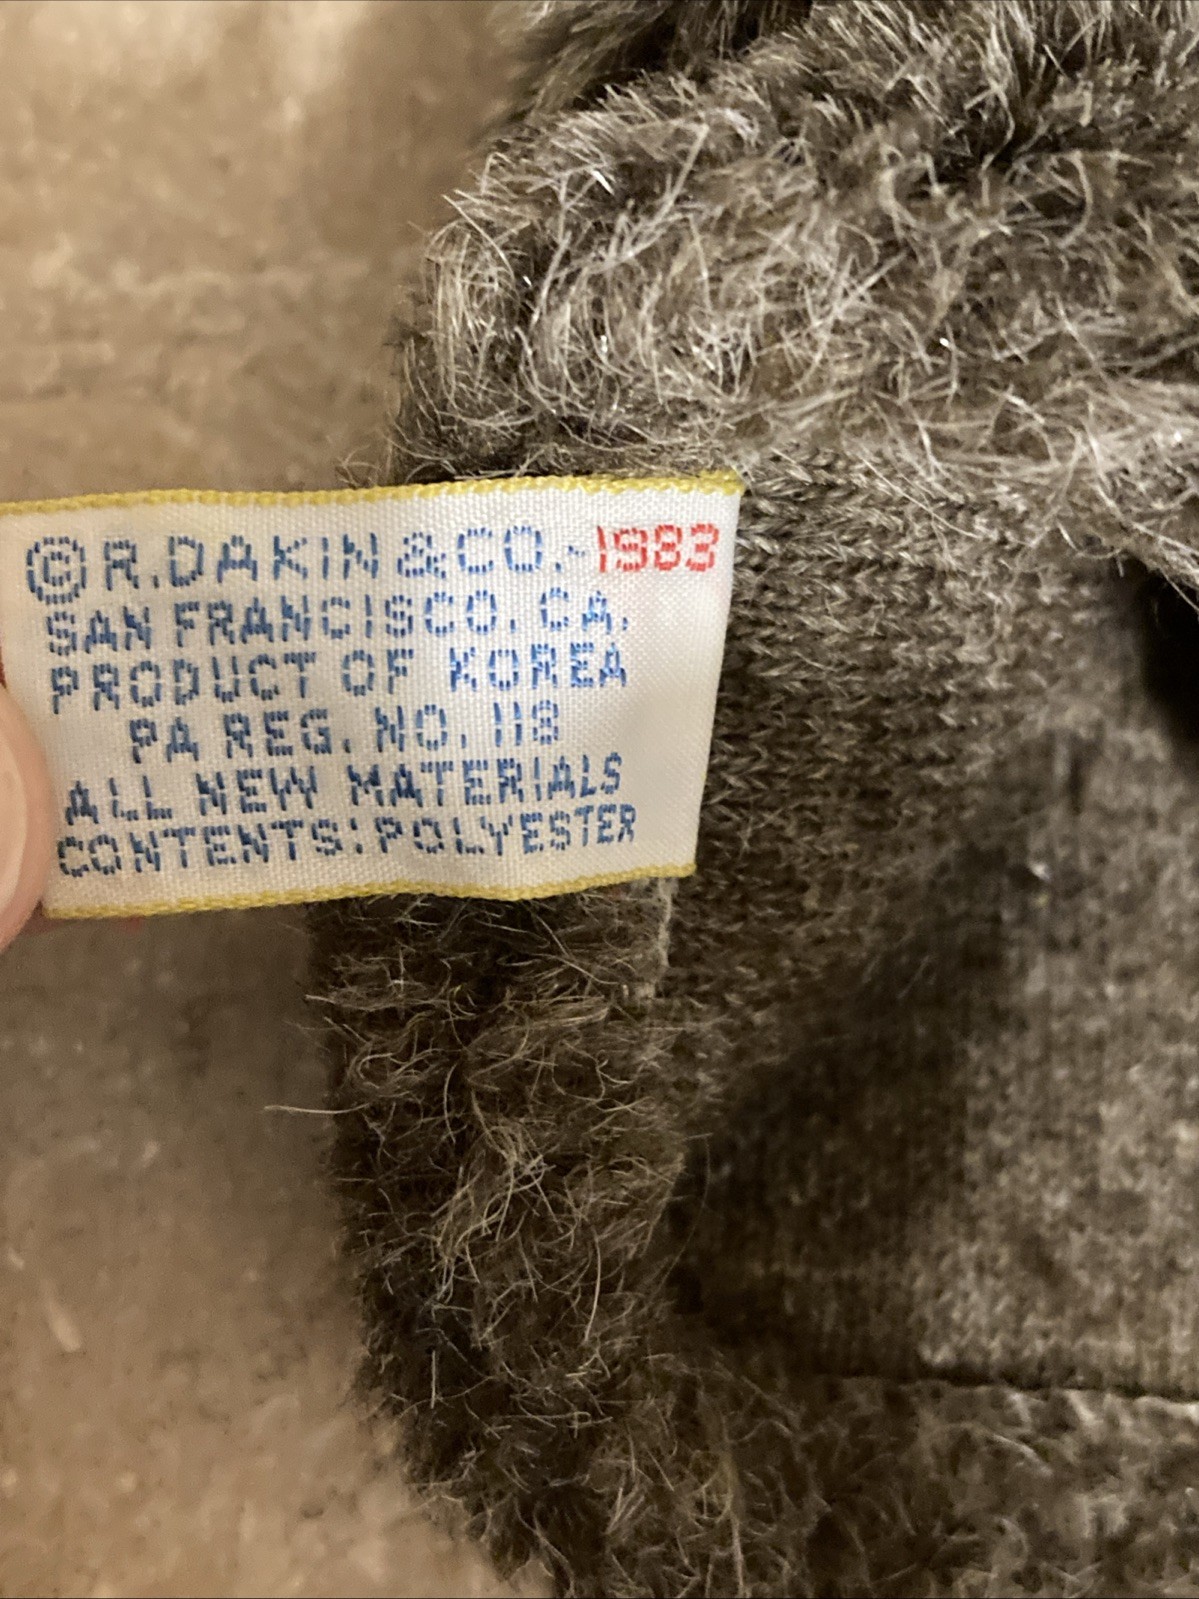 © R. DAKIN & CO. - 1983
SAN FRANCISCO, CA.
PRODUCT OF KOREA
PA REG. NO. 118
ALL NEW MATERIALS
CONTENTS: POLYESTER